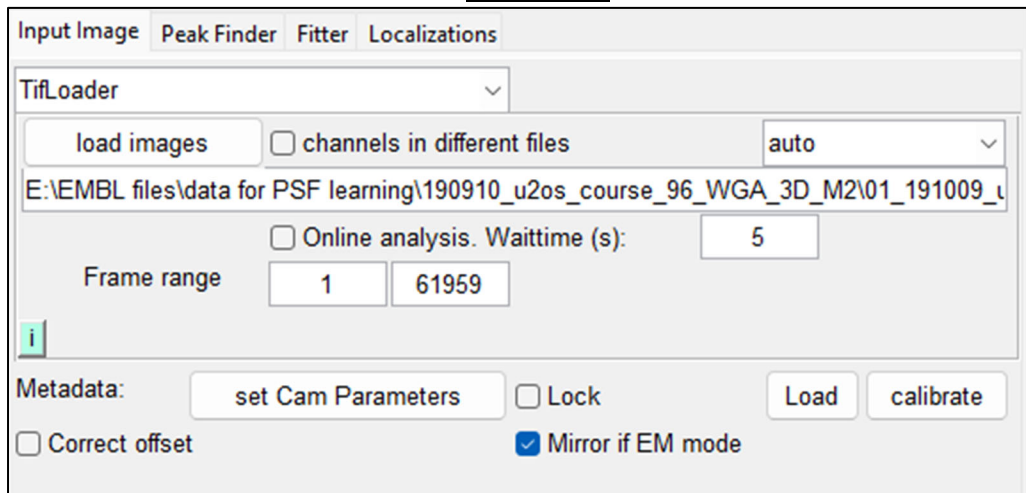 Input Image Peak Finder Fitter Localizations
TifLoader
load images channels in different files auto
E:\EMBL files\data for PSF learning\190910_u2os_course_96_WGA_3D_M2\01_191009_u
Online analysis. Waittime (s): 5
Frame range 1 61959
i
Metadata: set Cam Parameters Lock Load calibrate
Correct offset Mirror if EM mode